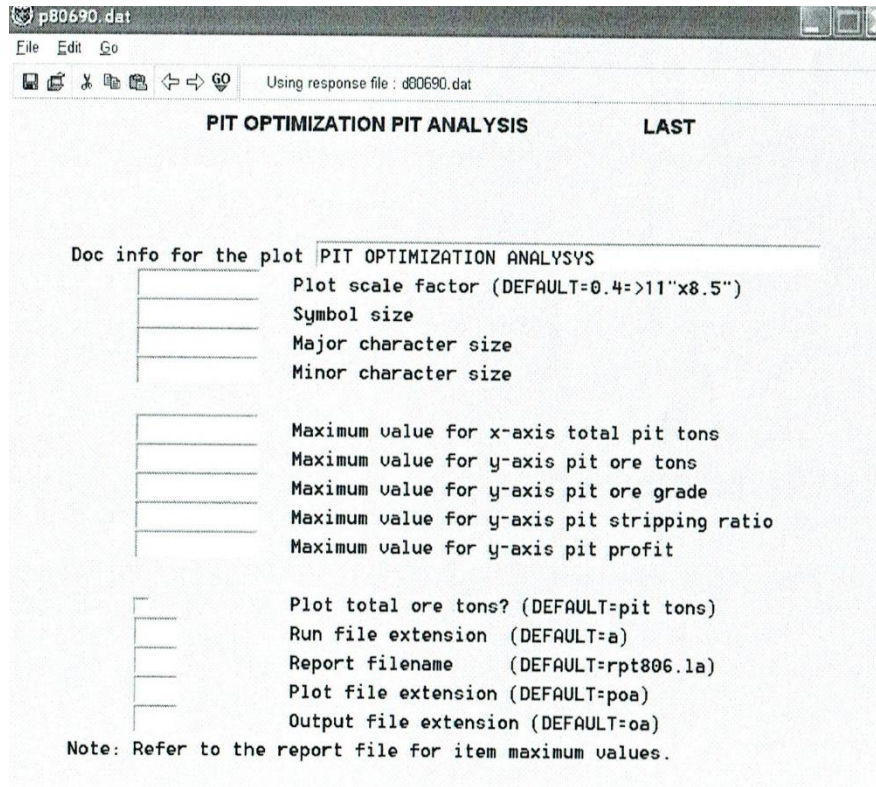 p80690.dat
File Edit Go
GO Using response file : d80690.dat
PIT OPTIMIZATION PIT ANALYSIS LAST
Doc info for the plot PIT OPTIMIZATION ANALYSYS
Plot scale factor (DEFAULT=0.4=>11"x8.5")
Symbol size
Major character size
Minor character size
Maximum value for x-axis total pit tons
Maximum value for y-axis pit ore tons
Maximum value for y-axis pit ore grade
Maximum value for y-axis pit stripping ratio
Maximum value for y-axis pit profit
Plot total ore tons? (DEFAULT=pit tons)
Run file extension (DEFAULT=a)
Report filename (DEFAULT=rpt806.la)
Plot file extension (DEFAULT=poa)
Output file extension (DEFAULT=oa)
Note: Refer to the report file for item maximum values.